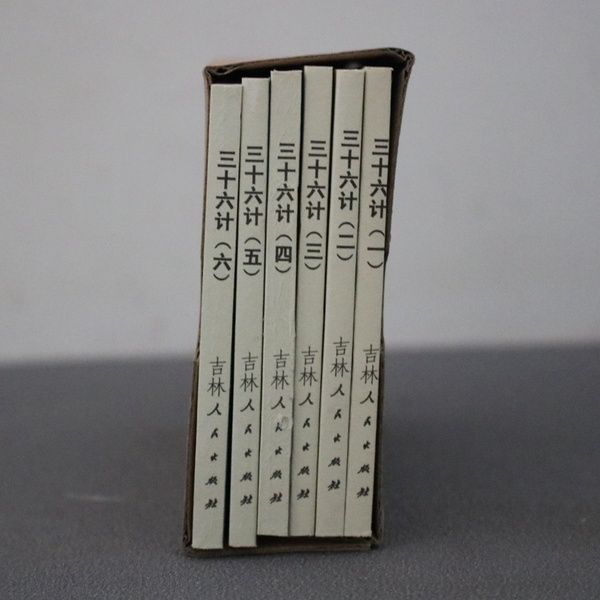 三十六计（六） 吉林人民出版社
三十六计（五） 吉林人民出版社
三十六计（四） 吉林人民出版社
三十六计（三） 吉林人民出版社
三十六计（二） 吉林人民出版社
三十六计（一） 吉林人民出版社